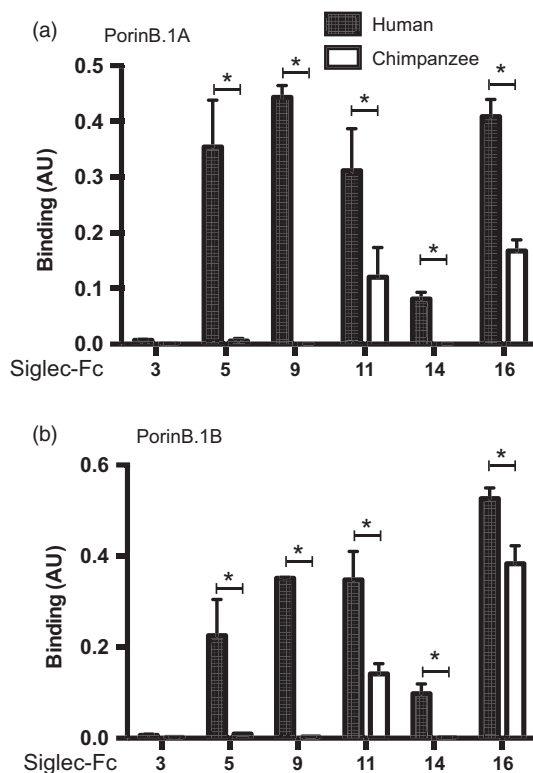 (a) PorinB.1A
Human
Chimpanzee
Binding (AU)
0.5
0.4
0.3
0.2
0.1
0.0
* * * * *
Siglec-Fc 3 5 9 11 14 16
(b) PorinB.1B
Binding (AU)
0.6
0.4
0.2
0.0
* * * * *
Siglec-Fc 3 5 9 11 14 16